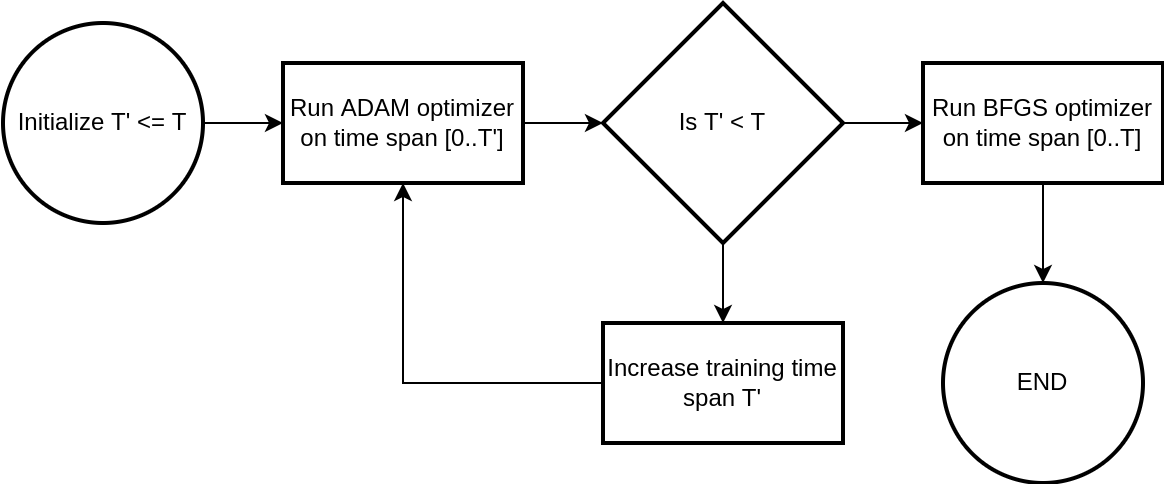 Initialize T' <= T
Run ADAM optimizer
on time span [0..T']
Is T' < T
Run BFGS optimizer
on time span [0..T]
Increase training time
span T'
END